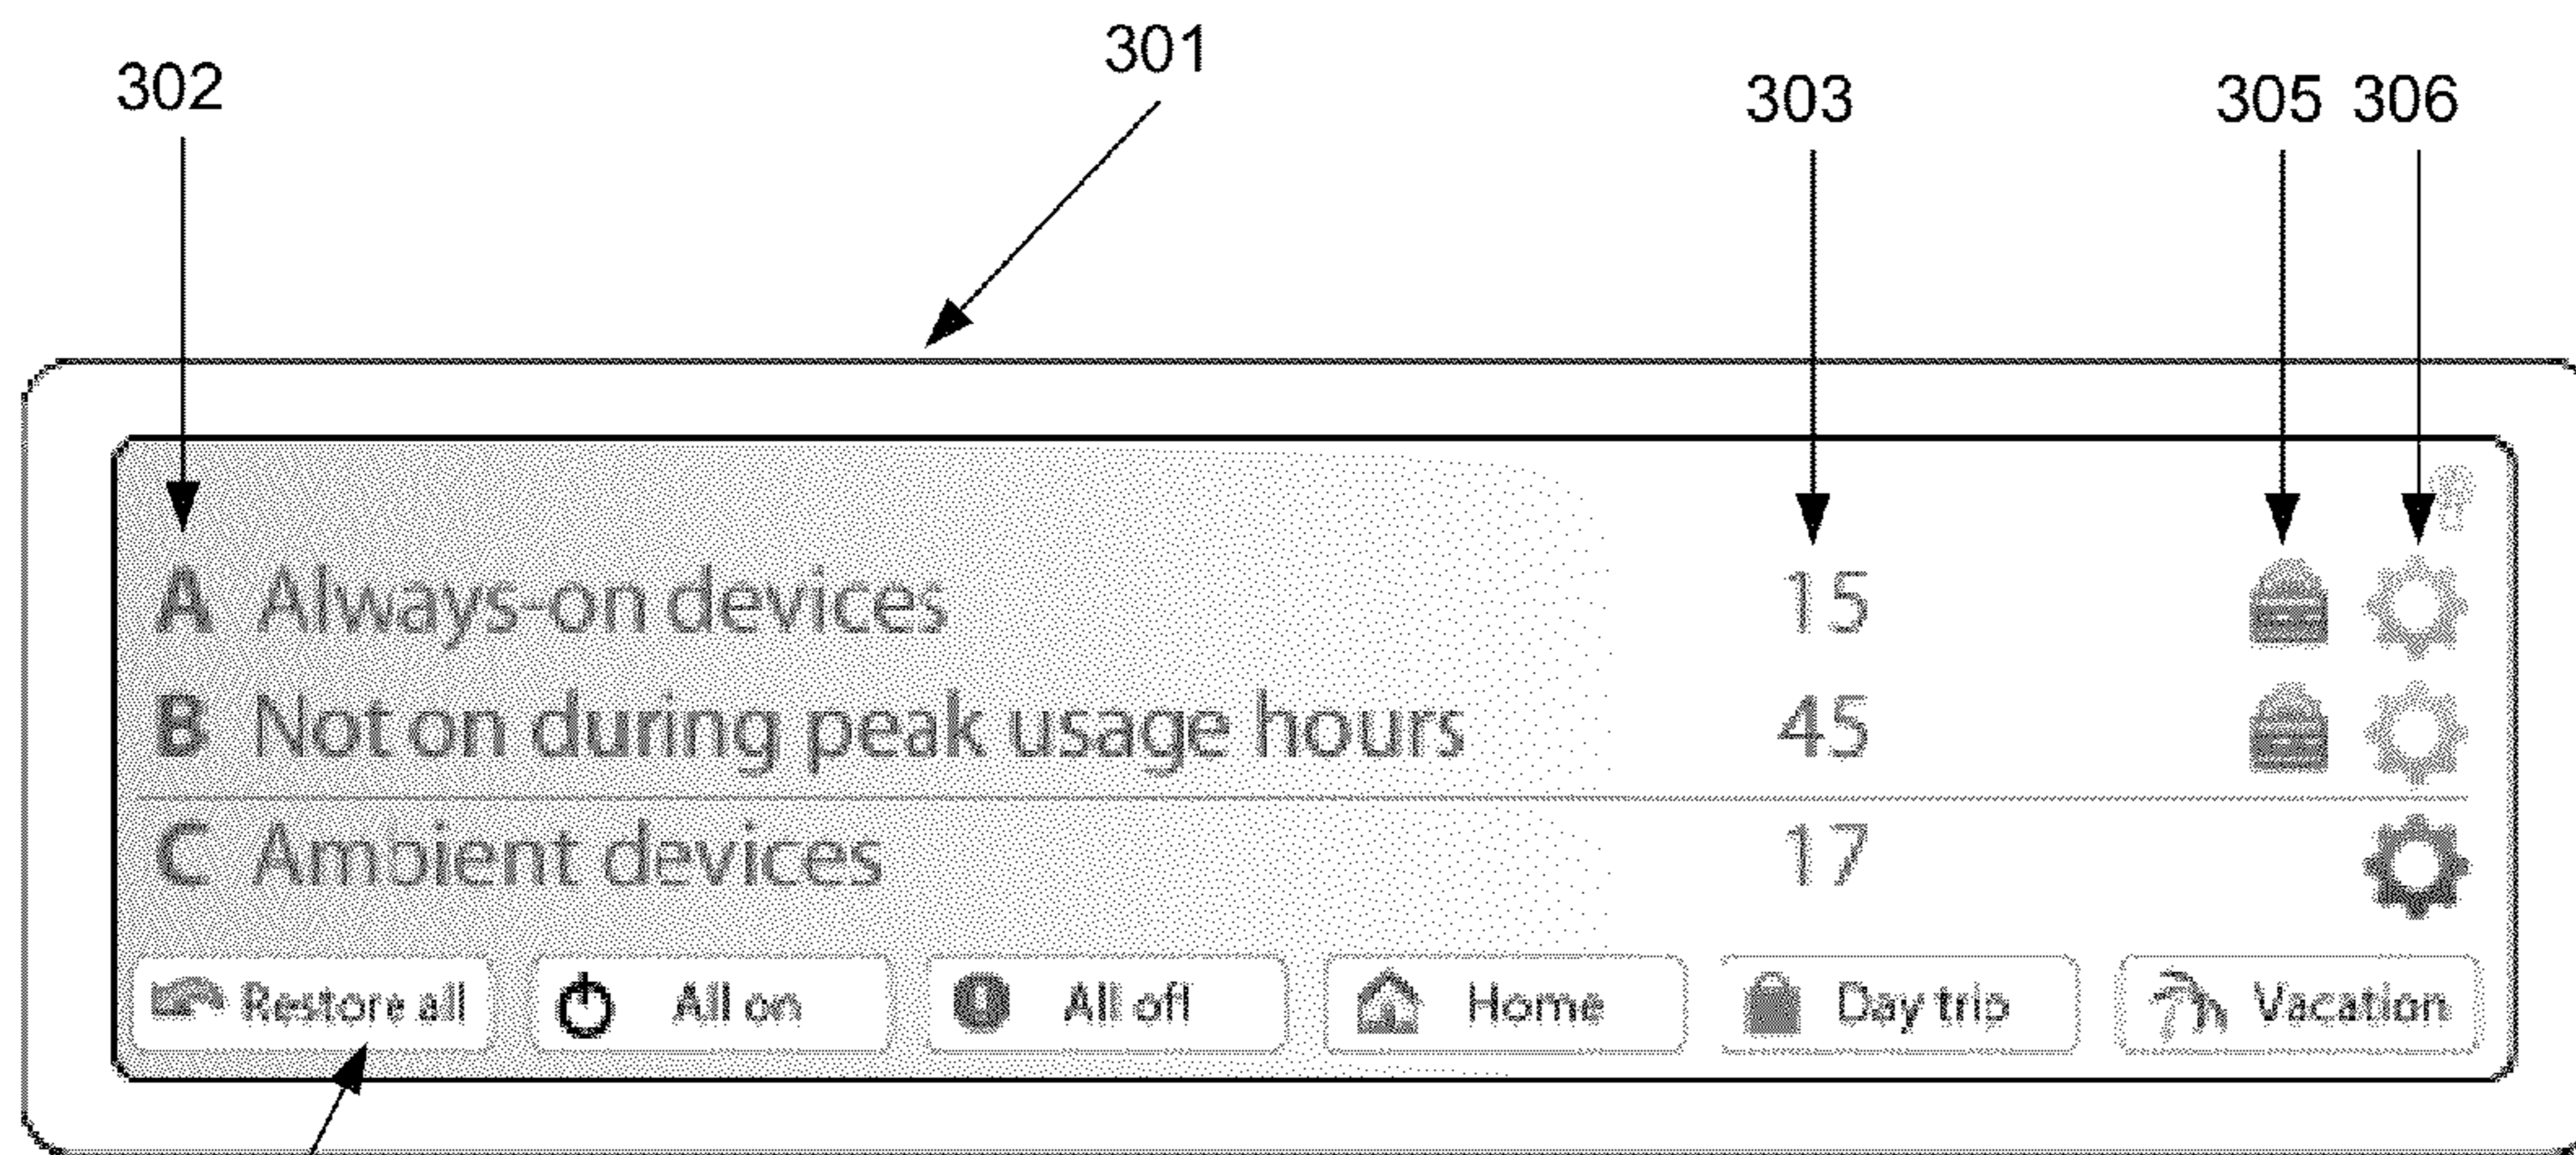 301
302 303 305 306
A Always-on devices 15
B Not on during peak usage hours 45
C Ambient devices 17
Restore all All on All off Home Day trip Vacation